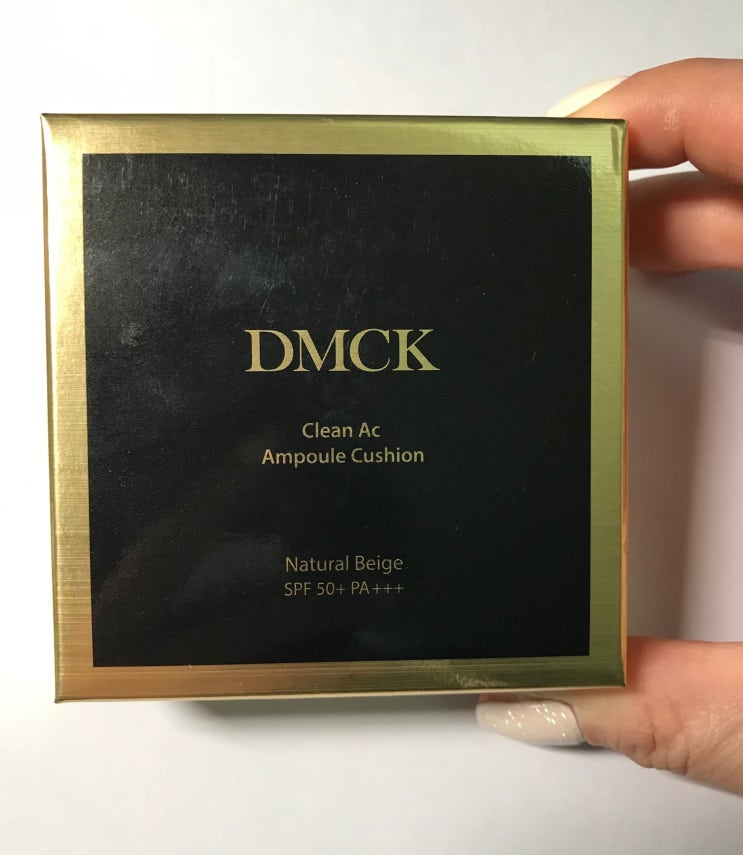 DMCK
Clean Ac
Ampoule Cushion
Natural Beige
SPF 50+ PA+++